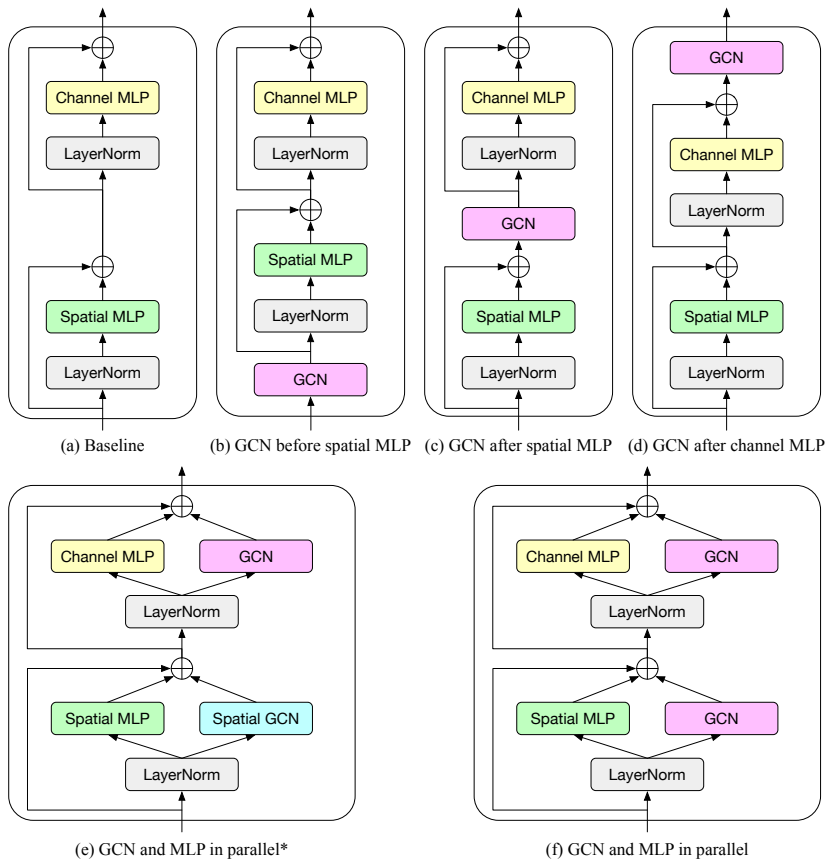 Channel MLP
LayerNorm
Spatial MLP
LayerNorm
(a) Baseline
Channel MLP
LayerNorm
Spatial MLP
LayerNorm
GCN
(b) GCN before spatial MLP
Channel MLP
LayerNorm
GCN
Spatial MLP
LayerNorm
(c) GCN after spatial MLP
GCN
Channel MLP
LayerNorm
Spatial MLP
LayerNorm
(d) GCN after channel MLP
Channel MLP
GCN
LayerNorm
Spatial MLP
Spatial GCN
LayerNorm
(e) GCN and MLP in parallel*
Channel MLP
GCN
LayerNorm
Spatial MLP
GCN
LayerNorm
(f) GCN and MLP in parallel